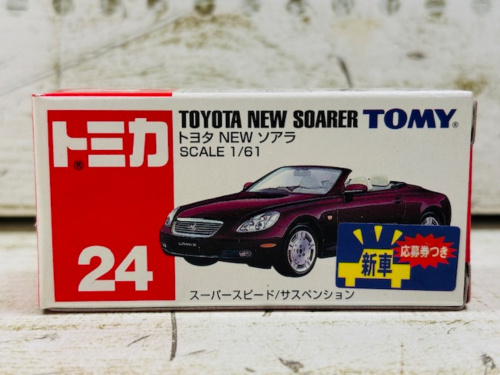 トミカ
24
TOYOTA NEW SOARER TOMY
トヨタ NEW ソアラ
SCALE 1/61
新車
応募券つき
スーパースピード/サスペンション